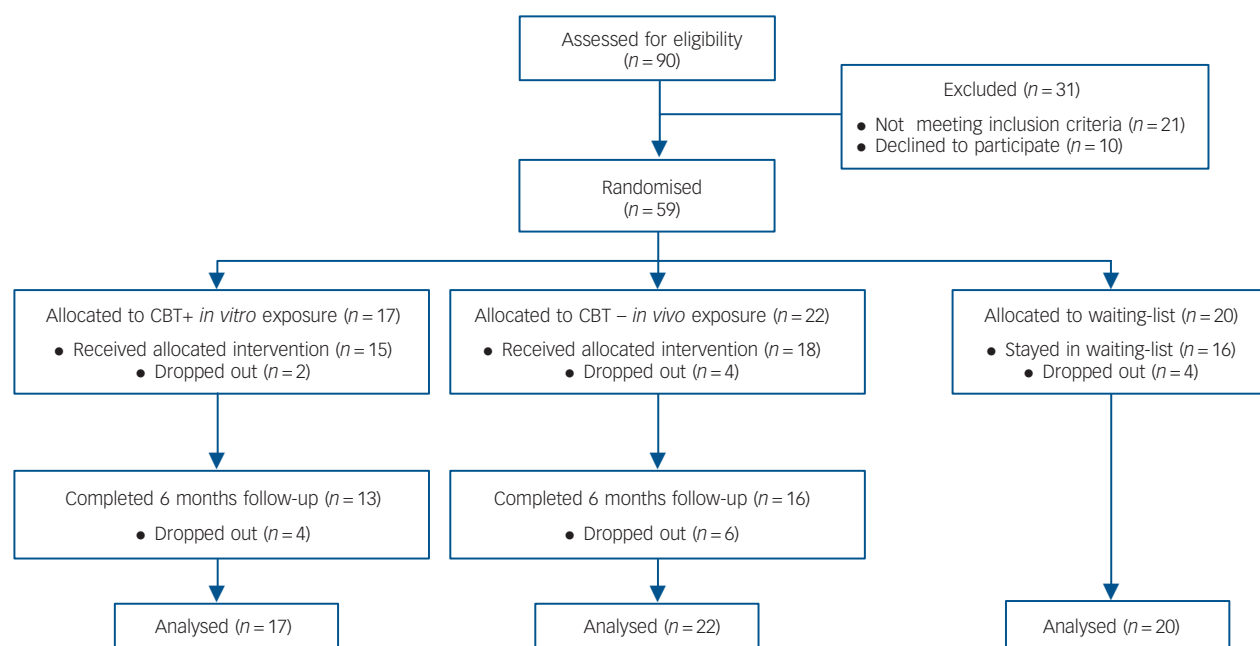 Assessed for eligibility
(n = 90)
Excluded (n = 31)
● Not meeting inclusion criteria (n = 21)
● Declined to participate (n = 10)
Randomised
(n = 59)
Allocated to CBT+ in vitro exposure (n = 17)
● Received allocated intervention (n = 15)
● Dropped out (n = 2)
Allocated to CBT – in vivo exposure (n = 22)
● Received allocated intervention (n = 18)
● Dropped out (n = 4)
Allocated to waiting-list (n = 20)
● Stayed in waiting-list (n = 16)
● Dropped out (n = 4)
Completed 6 months follow-up (n = 13)
● Dropped out (n = 4)
Completed 6 months follow-up (n = 16)
● Dropped out (n = 6)
Analysed (n = 17)
Analysed (n = 22)
Analysed (n = 20)